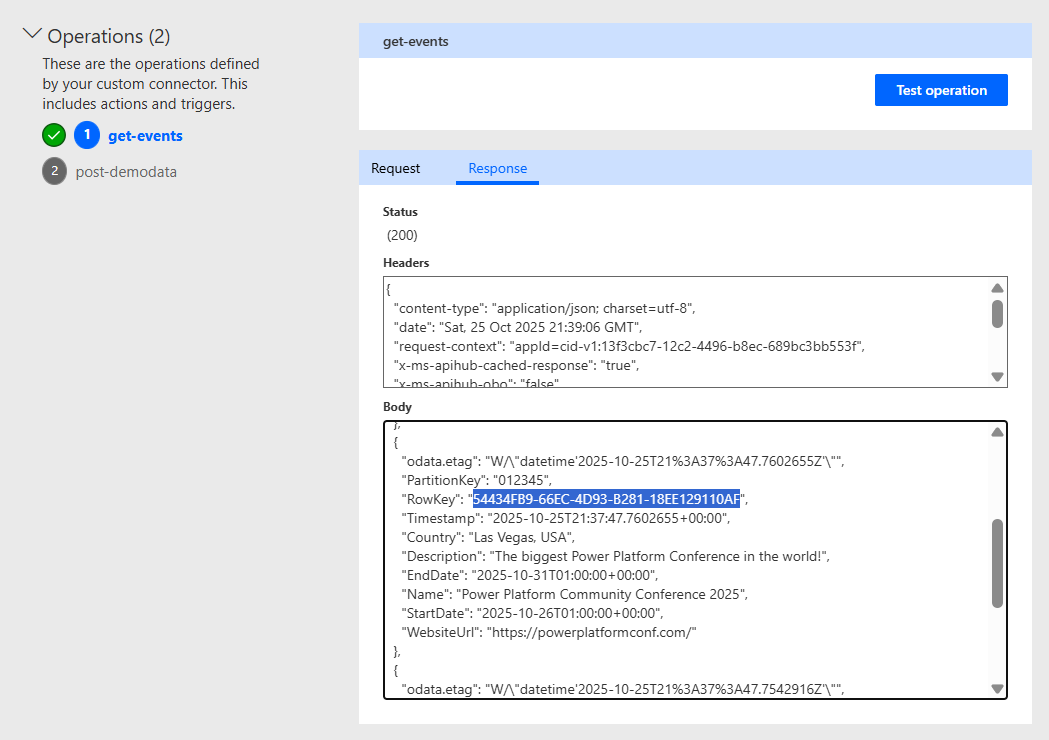 Operations (2)
These are the operations defined
by your custom connector. This
includes actions and triggers.
1 get-events
2 post-demodata
get-events
Test operation
Request Response
Status
(200)
Headers
{
"content-type": "application/json; charset=utf-8",
"date": "Sat, 25 Oct 2025 21:39:06 GMT",
"request-context": "appId=cid-v1:13f3cbc7-12c2-4496-b8ec-689bc3bb553f",
"x-ms-apihub-cached-response": "true",
"x-ms-apihub-obo": "false"
Body
},
{
"odata.etag": "W/\"datetime'2025-10-25T21%3A37%3A47.7602655Z'\"",
"PartitionKey": "012345",
"RowKey": "54434FB9-66EC-4D93-B281-18EE129110AF",
"Timestamp": "2025-10-25T21:37:47.7602655+00:00",
"Country": "Las Vegas, USA",
"Description": "The biggest Power Platform Conference in the world!",
"EndDate": "2025-10-31T01:00:00+00:00",
"Name": "Power Platform Community Conference 2025",
"StartDate": "2025-10-26T01:00:00+00:00",
"WebsiteUrl": "https://powerplatformconf.com/"
},
{
"odata.etag": "W/\"datetime'2025-10-25T21%3A37%3A47.7542916Z'\"",